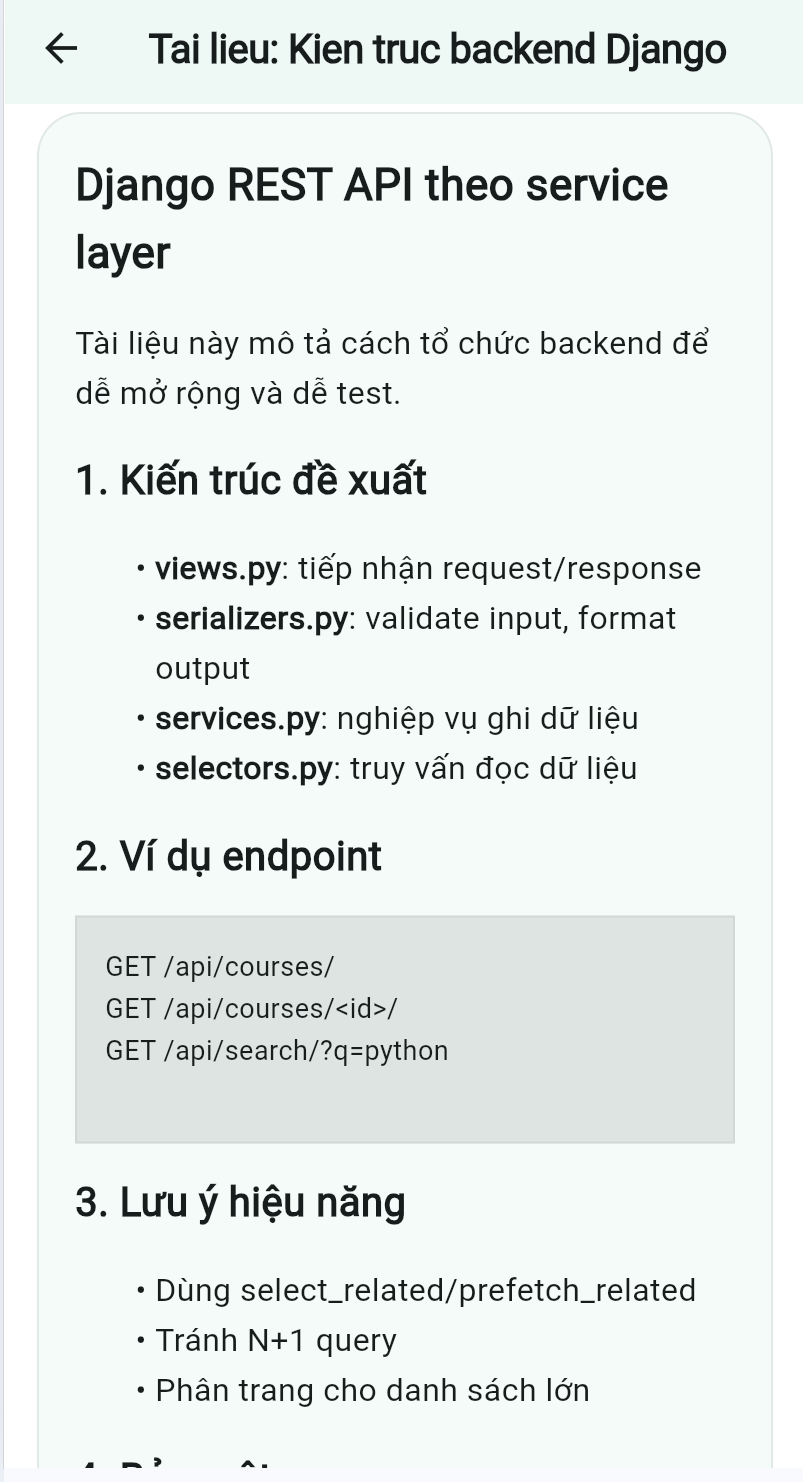 Tai lieu: Kien truc backend Django
Django REST API theo service
layer
Tài liệu này mô tả cách tổ chức backend để
dễ mở rộng và dễ test.
1. Kiến trúc đề xuất
• views.py: tiếp nhận request/response
• serializers.py: validate input, format
output
• services.py: nghiệp vụ ghi dữ liệu
• selectors.py: truy vấn đọc dữ liệu
2. Ví dụ endpoint
GET /api/courses/
GET /api/courses/<id>/
GET /api/search/?q=python
3. Lưu ý hiệu năng
• Dùng select_related/prefetch_related
• Tránh N+1 query
• Phân trang cho danh sách lớn